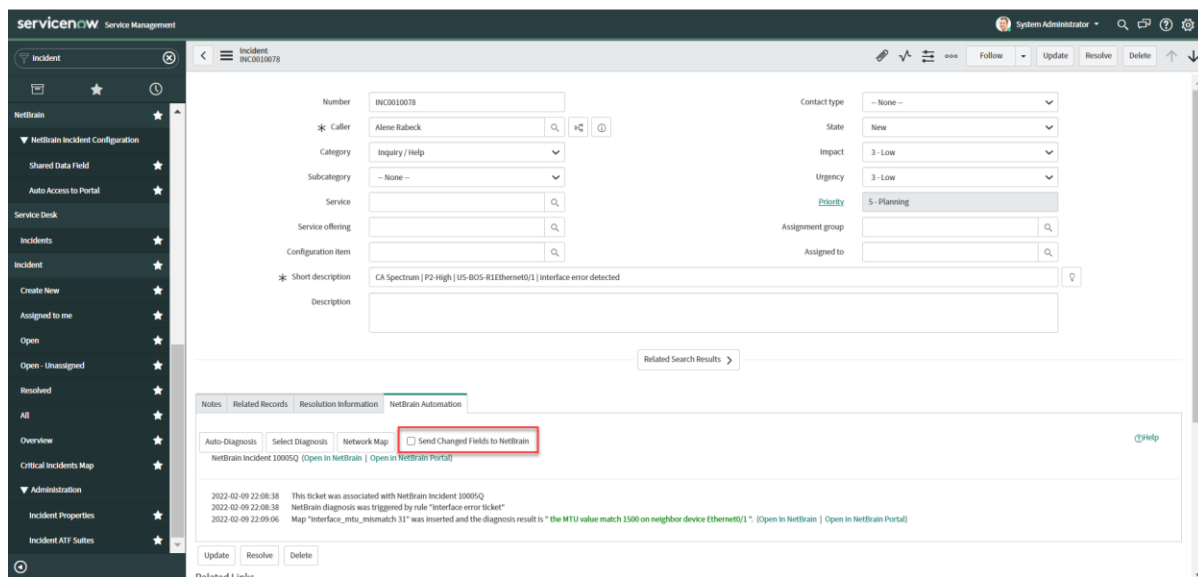 servicenow Service Management
System Administrator
Incident
Incident
INC0010078
Follow
Update
Resolve
Delete
NetBrain
NetBrain Incident Configuration
Shared Data Field
Auto Access to Portal
Service Desk
Incidents
Incident
Create New
Assigned to me
Open
Open - Unassigned
Resolved
All
Overview
Critical Incidents Map
Administration
Incident Properties
Incident ATF Suites
Number INC0010078
Caller Alene Rabeck
Category Inquiry / Help
Subcategory -- None --
Service
Service offering
Configuration item
Contact type -- None --
State New
Impact 3 - Low
Urgency 3 - Low
Priority 5 - Planning
Assignment group
Assigned to
Short description CA Spectrum | P2-High | US-BOS-R1Ethernet0/1 | interface error detected
Description
Related Search Results
Notes Related Records Resolution Information NetBrain Automation
Auto-Diagnosis Select Diagnosis Network Map Send Changed Fields to NetBrain Help
NetBrain Incident 10005Q (Open In NetBrain | Open in NetBrain Portal)
2022-02-09 22:08:38 This ticket was associated with NetBrain Incident 10005Q
2022-02-09 22:08:38 NetBrain diagnosis was triggered by rule "interface error ticket"
2022-02-09 22:09:06 Map "interface_mtu_mismatch 31" was inserted and the diagnosis result is " the MTU value match 1500 on neighbor device Ethernet0/1 ". (Open In NetBrain | Open in NetBrain Portal)
Update Resolve Delete
Related Links